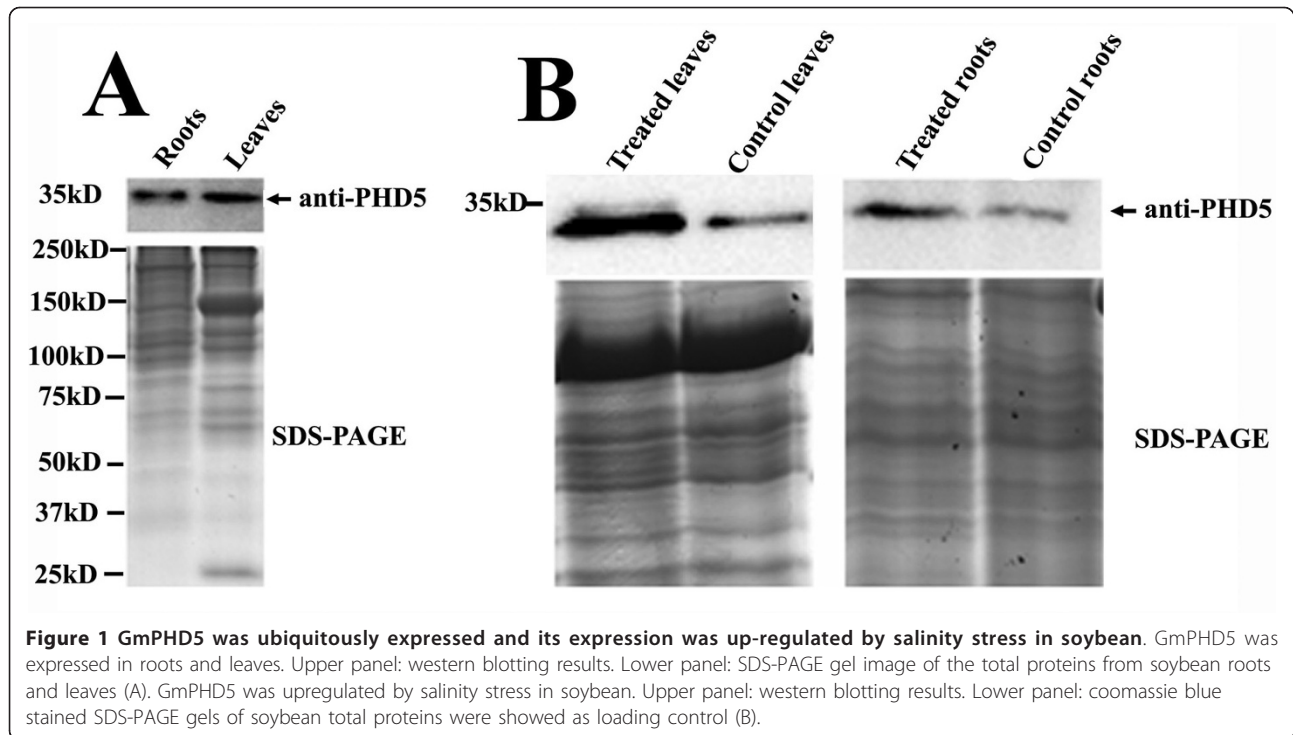 A
B
Roots
Leaves
Treated leaves
Control leaves
Treated roots
Control roots
35kD
anti-PHD5
35kD
anti-PHD5
250kD
150kD
100kD
75kD
50kD
37kD
25kD
SDS-PAGE
SDS-PAGE
Figure 1 GmPHD5 was ubiquitously expressed and its expression was up-regulated by salinity stress in soybean. GmPHD5 was
expressed in roots and leaves. Upper panel: western blotting results. Lower panel: SDS-PAGE gel image of the total proteins from soybean roots
and leaves (A). GmPHD5 was upregulated by salinity stress in soybean. Upper panel: western blotting results. Lower panel: coomassie blue
stained SDS-PAGE gels of soybean total proteins were showed as loading control (B).